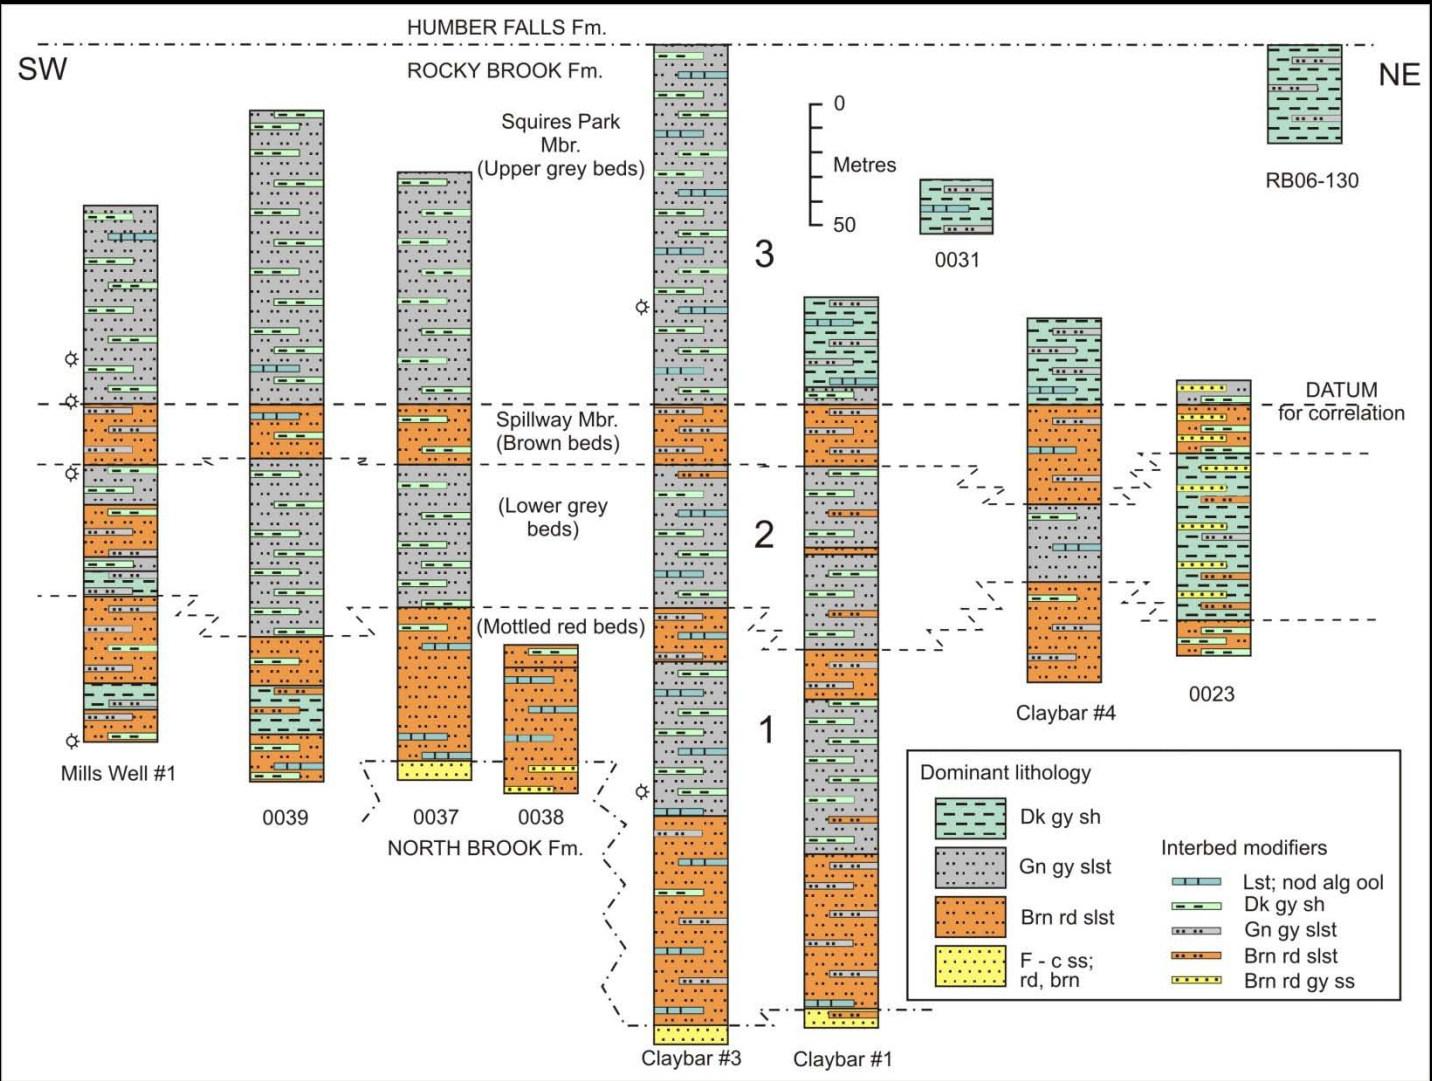 HUMBER FALLS Fm.
SW
ROCKY BROOK Fm.
NE
Squires Park
Mbr.
(Upper grey beds)
0
Metres
50
RB06-130
3
0031
DATUM
for correlation
Spillway Mbr.
(Brown beds)
(Lower grey
beds)
2
(Mottled red beds)
1
0023
Claybar #4
Mills Well #1
0039
0037
0038
NORTH BROOK Fm.
Claybar #3
Claybar #1
Dominant lithology
Dk gy sh
Gn gy slst
Brn rd slst
F - c ss;
rd, brn
Interbed modifiers
Lst; nod alg ool
Dk gy sh
Gn gy slst
Brn rd slst
Brn rd gy ss